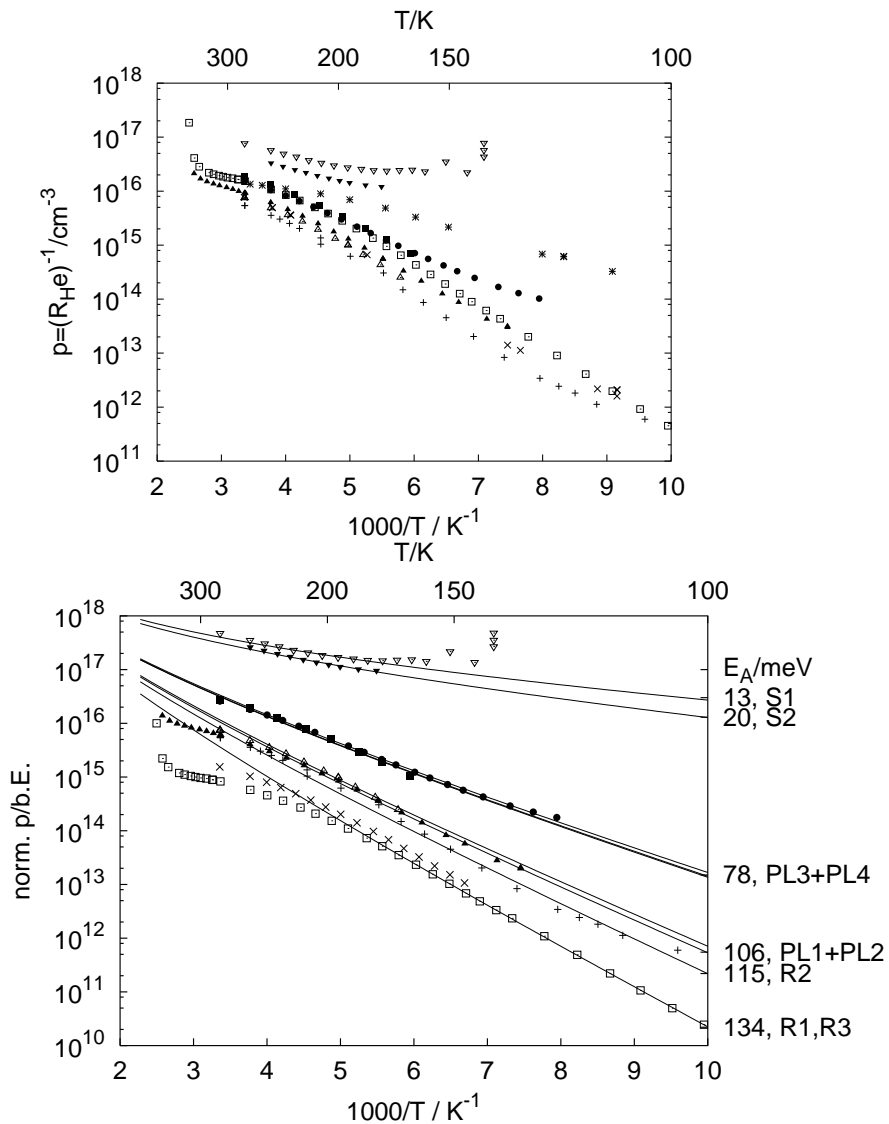 T/K
300 200 150 100
10^18
10^17
10^16
10^15
10^14
10^13
10^12
10^11
p=(R_H e)^-1/cm^-3
2 3 4 5 6 7 8 9 10
1000/T / K^-1
T/K
300 200 150 100
10^18
10^17
10^16
10^15
10^14
10^13
10^12
10^11
10^10
norm. p/b.E.
E_A/meV
13, S1
20, S2
78, PL3+PL4
106, PL1+PL2
115, R2
134, R1,R3
2 3 4 5 6 7 8 9 10
1000/T / K^-1